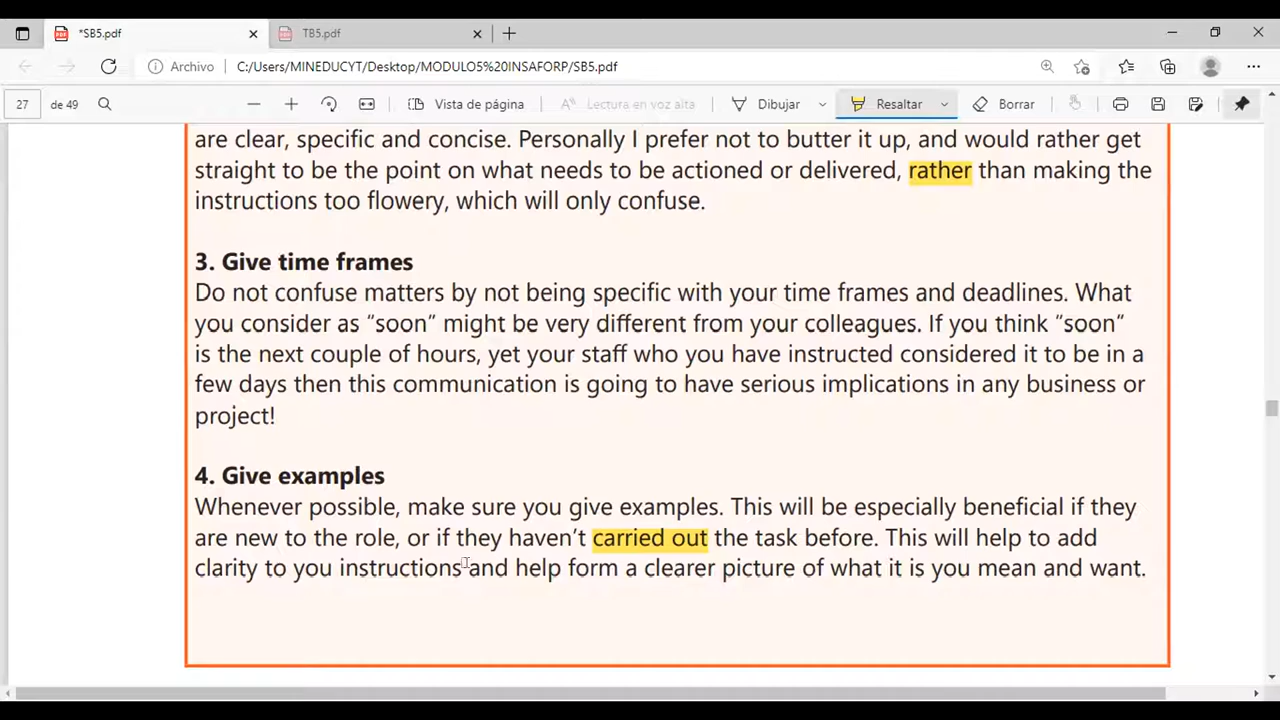 *SB5.pdf
TB5.pdf
Archivo
C:/Users/MINEDUCYT/Desktop/MODULO5%20INSAFORP/SB5.pdf
27 de 49
Vista de página
Lectura en voz alta
Dibujar
Resaltar
Borrar
are clear, specific and concise. Personally I prefer not to butter it up, and would rather get
straight to be the point on what needs to be actioned or delivered, rather than making the
instructions too flowery, which will only confuse.
3. Give time frames
Do not confuse matters by not being specific with your time frames and deadlines. What
you consider as “soon” might be very different from your colleagues. If you think “soon”
is the next couple of hours, yet your staff who you have instructed considered it to be in a
few days then this communication is going to have serious implications in any business or
project!
4. Give examples
Whenever possible, make sure you give examples. This will be especially beneficial if they
are new to the role, or if they haven’t carried out the task before. This will help to add
clarity to you instructions and help form a clearer picture of what it is you mean and want.